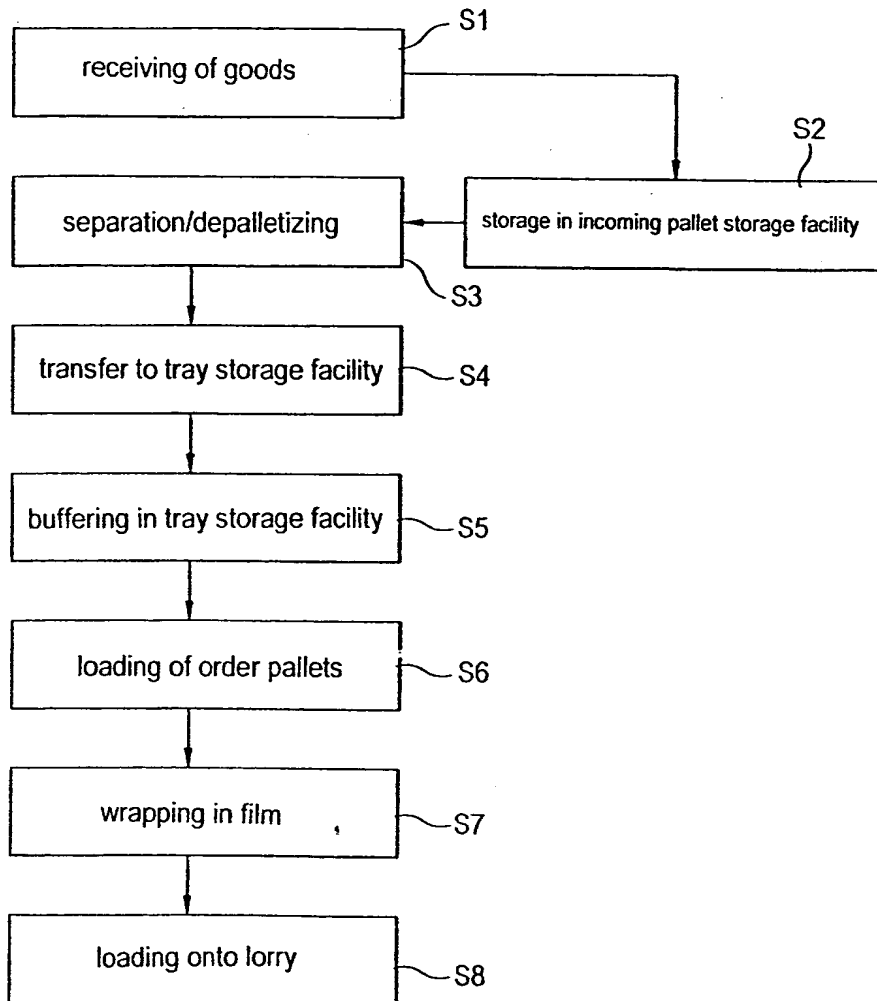 S1
receiving of goods
S2
storage in incoming pallet storage facility
separation/depalletizing
S3
transfer to tray storage facility
S4
buffering in tray storage facility
S5
loading of order pallets
S6
wrapping in film
S7
loading onto lorry
S8